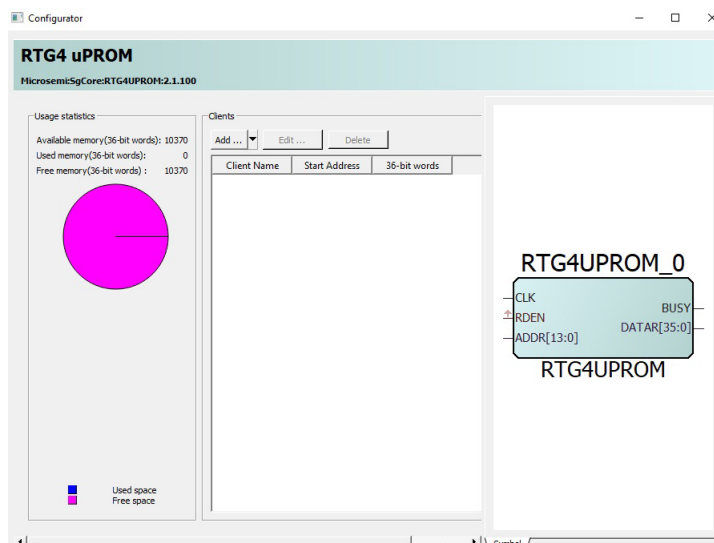 Configurator
RTG4 uPROM
Microsemi:SgCore:RTG4UPROM:2.1.100
Usage statistics
Available memory(36-bit words): 10370
Used memory(36-bit words): 0
Free memory(36-bit words) : 10370
Used space
Free space
Clients
Add ... Edit ... Delete
Client Name Start Address 36-bit words
RTG4UPROM_0
CLK
RDEN
ADDR[13:0]
BUSY
DATAR[35:0]
RTG4UPROM
Symbol